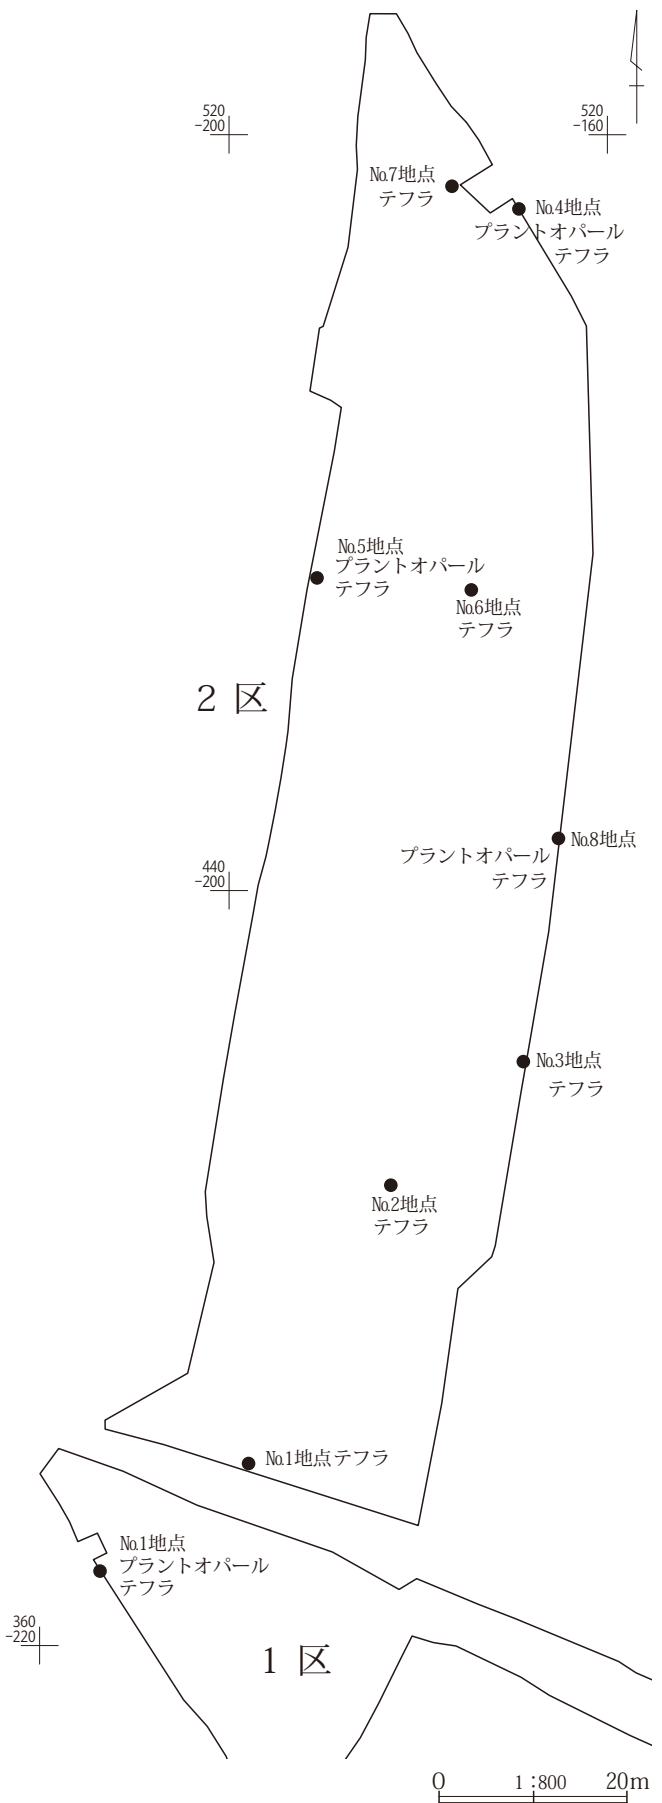 520
-200
520
-160
No.7地点
テフラ
No.4地点
プラントオパール
テフラ
No.5地点
プラントオパール
テフラ
No.6地点
テフラ
2 区
No.8地点
プラントオパール
テフラ
440
-200
No.3地点
テフラ
No.2地点
テフラ
No.1地点テフラ
No.1地点
プラントオパール
テフラ
360
-220
1 区
0 1:800 20m